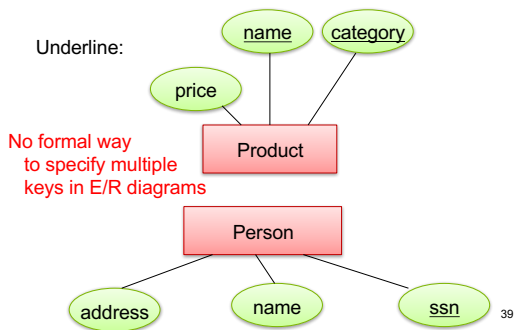 name
category
Underline:
price
No formal way
to specify multiple
keys in E/R diagrams
Product
Person
address
name
ssn
39